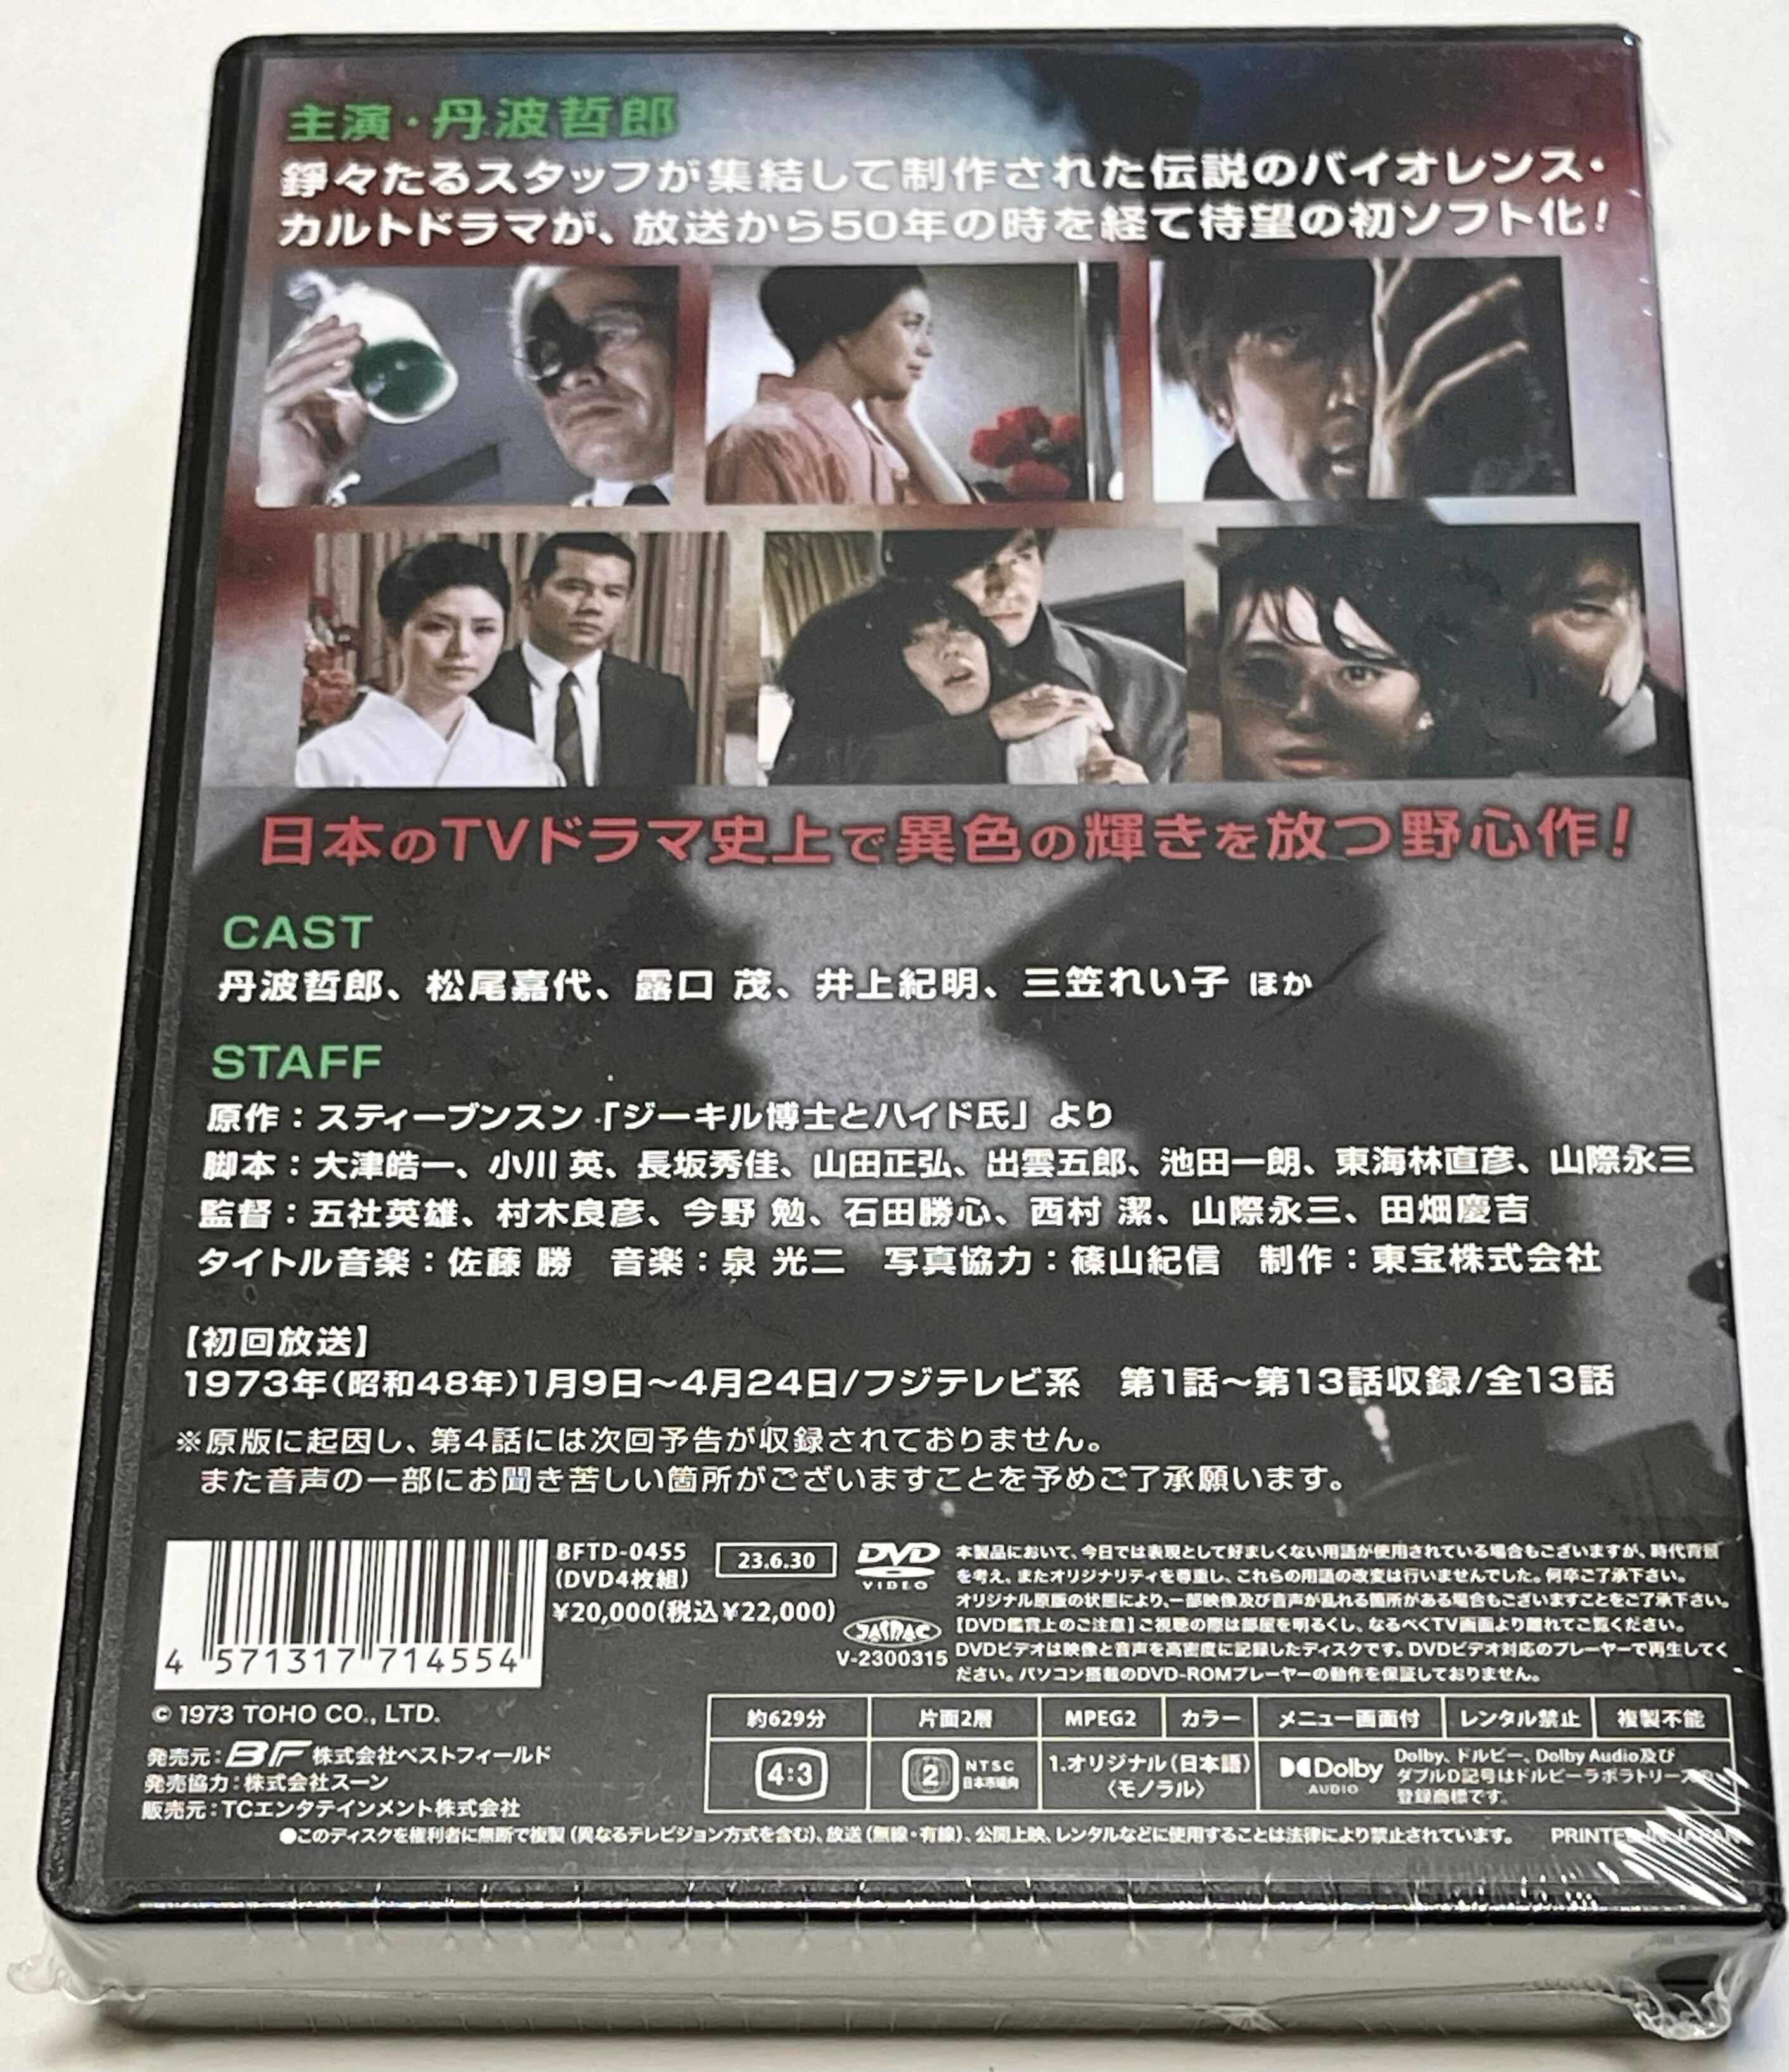 主演・丹波哲郎
錚々たるスタッフが集結して制作された伝説のバイオレンス・
カルトドラマが、放送から50年の時を経て待望の初ソフト化!
日本のTVドラマ史上で異色の輝きを放つ野心作!
CAST
丹波哲郎、松尾嘉代、露口 茂、井上紀明、三笠れい子 ほか
STAFF
原作：スティーブンスン「ジーキル博士とハイド氏」より
脚本：大津皓一、小川 英、長坂秀佳、山田正弘、出雲五郎、池田一朗、東海林直彦、山際永三
監督：五社英雄、村木良彦、今野 勉、石田勝心、西村 潔、山際永三、田畑慶吉
タイトル音楽：佐藤 勝　音楽：泉 光二　写真協力：篠山紀信　制作：東宝株式会社
【初回放送】
1973年(昭和48年)1月9日〜4月24日/フジテレビ系　第1話〜第13話収録/全13話
※原版に起因し、第4話には次回予告が収録されておりません。
また音声の一部にお聞き苦しい箇所がございますことを予めご了承願います。
4 571317 714554
BFTD-0455
(DVD4枚組)
23.6.30
¥20,000(税込¥22,000)
DVD
VIDEO
JASRAC
V-2300315
本製品において、今日では表現として好ましくない用語が使用されている場合もございますが、時代背景
を考え、またオリジナリティを尊重し、これらの用語の改変は行いませんでした。何卒ご了承下さい。
オリジナル原版の状態により、一部映像及び音声が乱れる箇所がある場合もございますことをご了承下さい。
【DVD鑑賞上のご注意】ご視聴の際は部屋を明るくし、なるべくTV画面より離れてご覧ください。
DVDビデオは映像と音声を高密度に記録したディスクです。DVDビデオ対応のプレーヤーで再生してく
ださい。パソコン搭載のDVD-ROMプレーヤーの動作を保証しておりません。
© 1973 TOHO CO., LTD.
発売元：BF 株式会社ベストフィールド
発売協力：株式会社スーン
販売元：TCエンタテインメント株式会社
約629分 片面2層 MPEG2 カラー メニュー画面付 レンタル禁止 複製不能
4:3
2 NTSC 日本市場向
1.オリジナル(日本語)
〈モノラル〉
Dolby
AUDIO
Dolby、ドルビー、Dolby Audio及び
ダブルD記号はドルビーラボラトリーズの
登録商標です。
●このディスクを権利者に無断で複製(異なるテレビジョン方式を含む)、放送(無線・有線)、公開上映、レンタルなどに使用することは法律により禁止されています。
PRINTED IN JAPAN